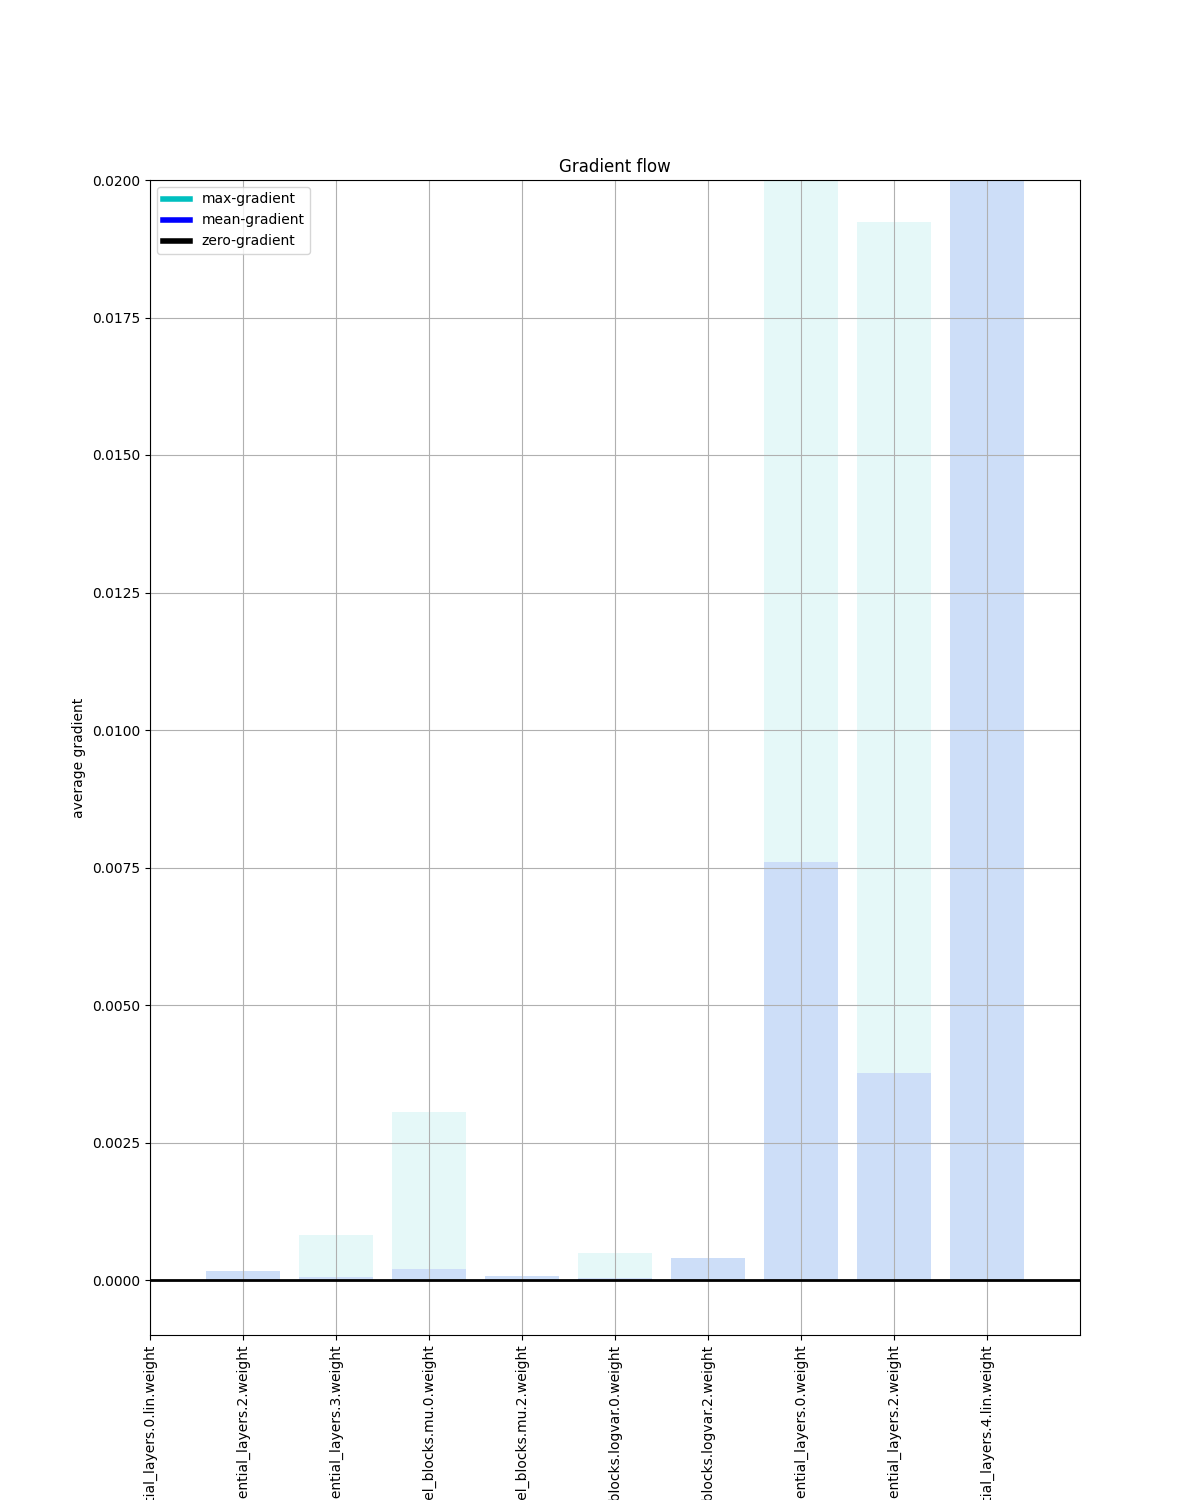 Gradient flow
max-gradient
mean-gradient
zero-gradient
0.0200
0.0175
0.0150
0.0125
0.0100
0.0075
0.0050
0.0025
0.0000
average gradient
tial_layers.0.lin.weight
ential_layers.2.weight
ential_layers.3.weight
el_blocks.mu.0.weight
el_blocks.mu.2.weight
blocks.logvar.0.weight
blocks.logvar.2.weight
ential_layers.0.weight
ential_layers.2.weight
tial_layers.4.lin.weight